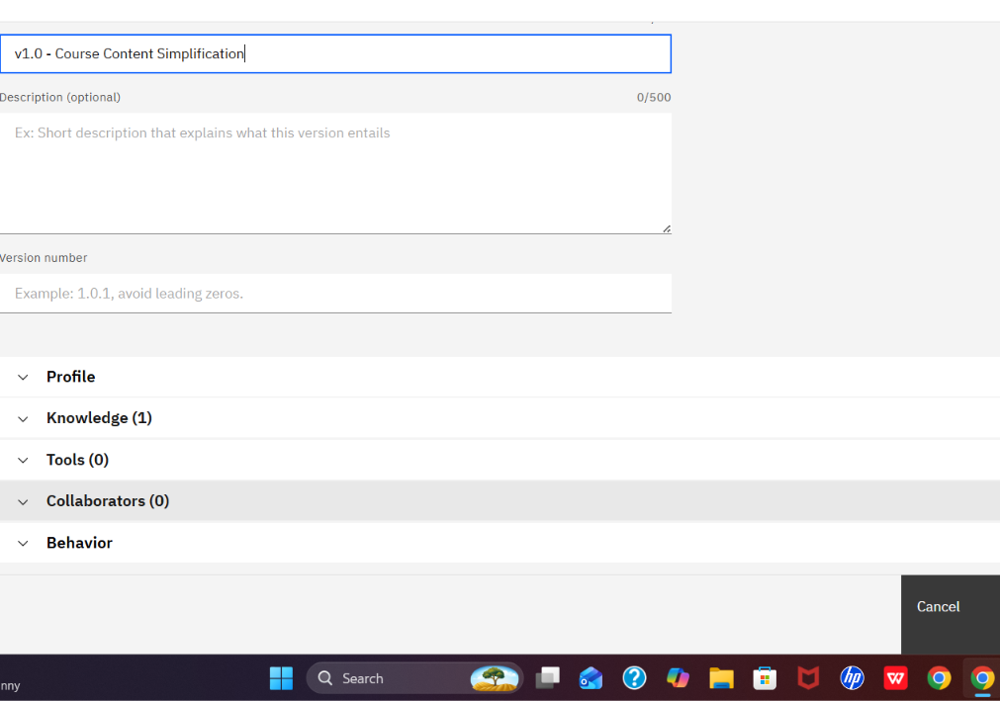 v1.0 - Course Content Simplification
Description (optional) 0/500
Ex: Short description that explains what this version entails
Version number
Example: 1.0.1, avoid leading zeros.
Profile
Knowledge (1)
Tools (0)
Collaborators (0)
Behavior
Cancel
nny
Search
hp